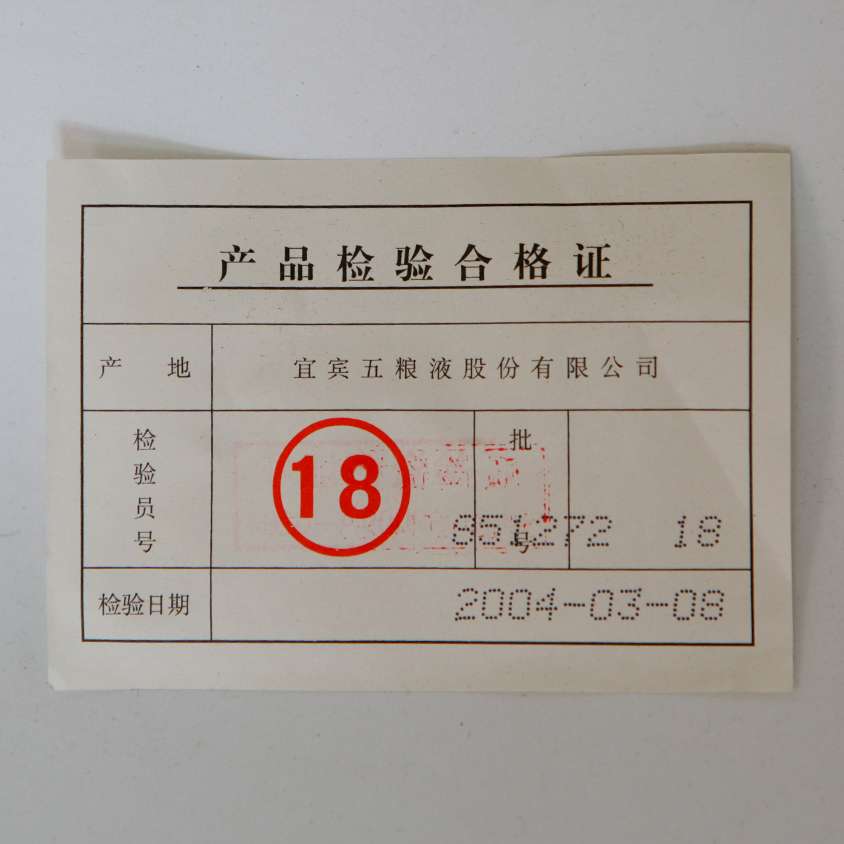 产品检验合格证
产 地 宜宾五粮液股份有限公司
检验员号 18 批号 851272 18
检验日期 2004-03-08